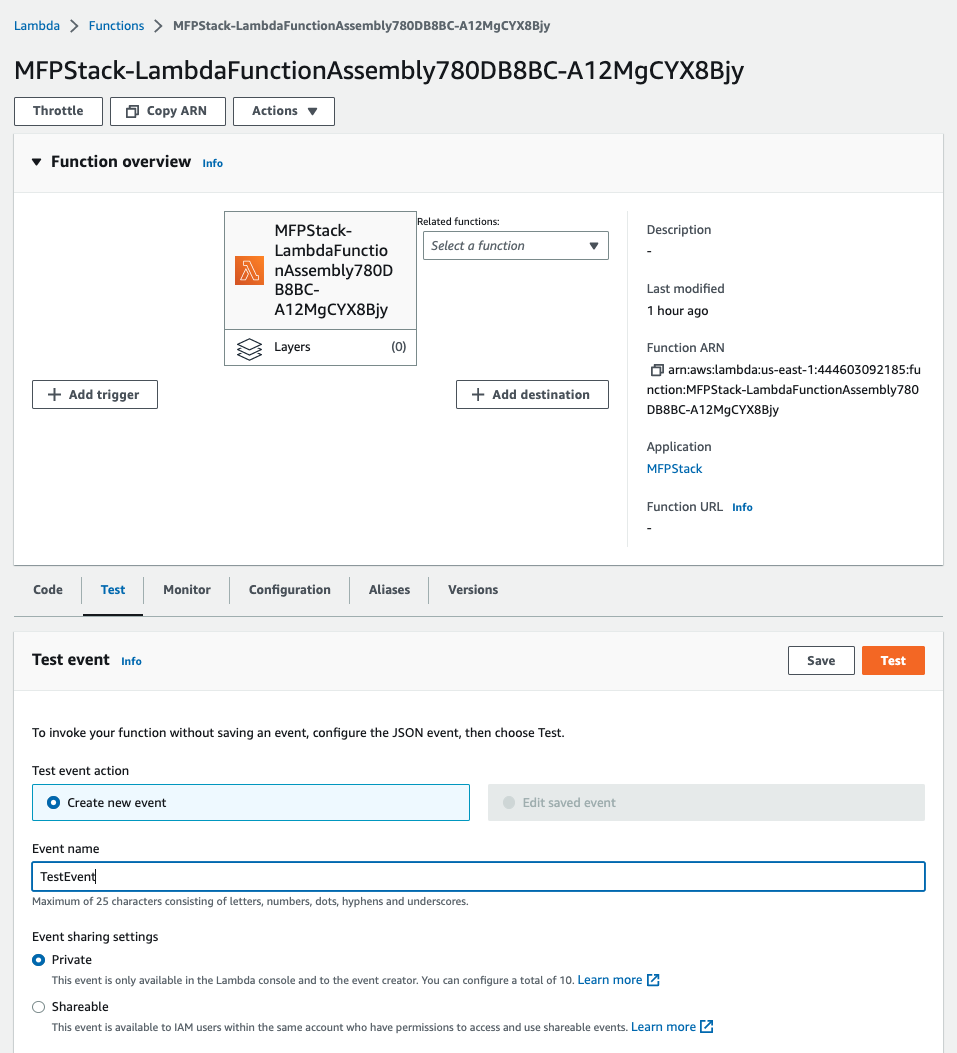 Lambda > Functions > MFPStack-LambdaFunctionAssembly780DB8BC-A12MgCYX8Bjy
MFPStack-LambdaFunctionAssembly780DB8BC-A12MgCYX8Bjy
Throttle Copy ARN Actions
Function overview Info
MFPStack-
LambdaFunctio
nAssembly780D
B8BC-
A12MgCYX8Bjy
Layers (0)
Related functions:
Select a function
+ Add trigger
+ Add destination
Description
-
Last modified
1 hour ago
Function ARN
arn:aws:lambda:us-east-1:444603092185:fu
nction:MFPStack-LambdaFunctionAssembly780
DB8BC-A12MgCYX8Bjy
Application
MFPStack
Function URL Info
-
Code Test Monitor Configuration Aliases Versions
Test event Info
Save Test
To invoke your function without saving an event, configure the JSON event, then choose Test.
Test event action
Create new event
Edit saved event
Event name
TestEvent
Maximum of 25 characters consisting of letters, numbers, dots, hyphens and underscores.
Event sharing settings
Private
This event is only available in the Lambda console and to the event creator. You can configure a total of 10. Learn more
Shareable
This event is available to IAM users within the same account who have permissions to access and use shareable events. Learn more